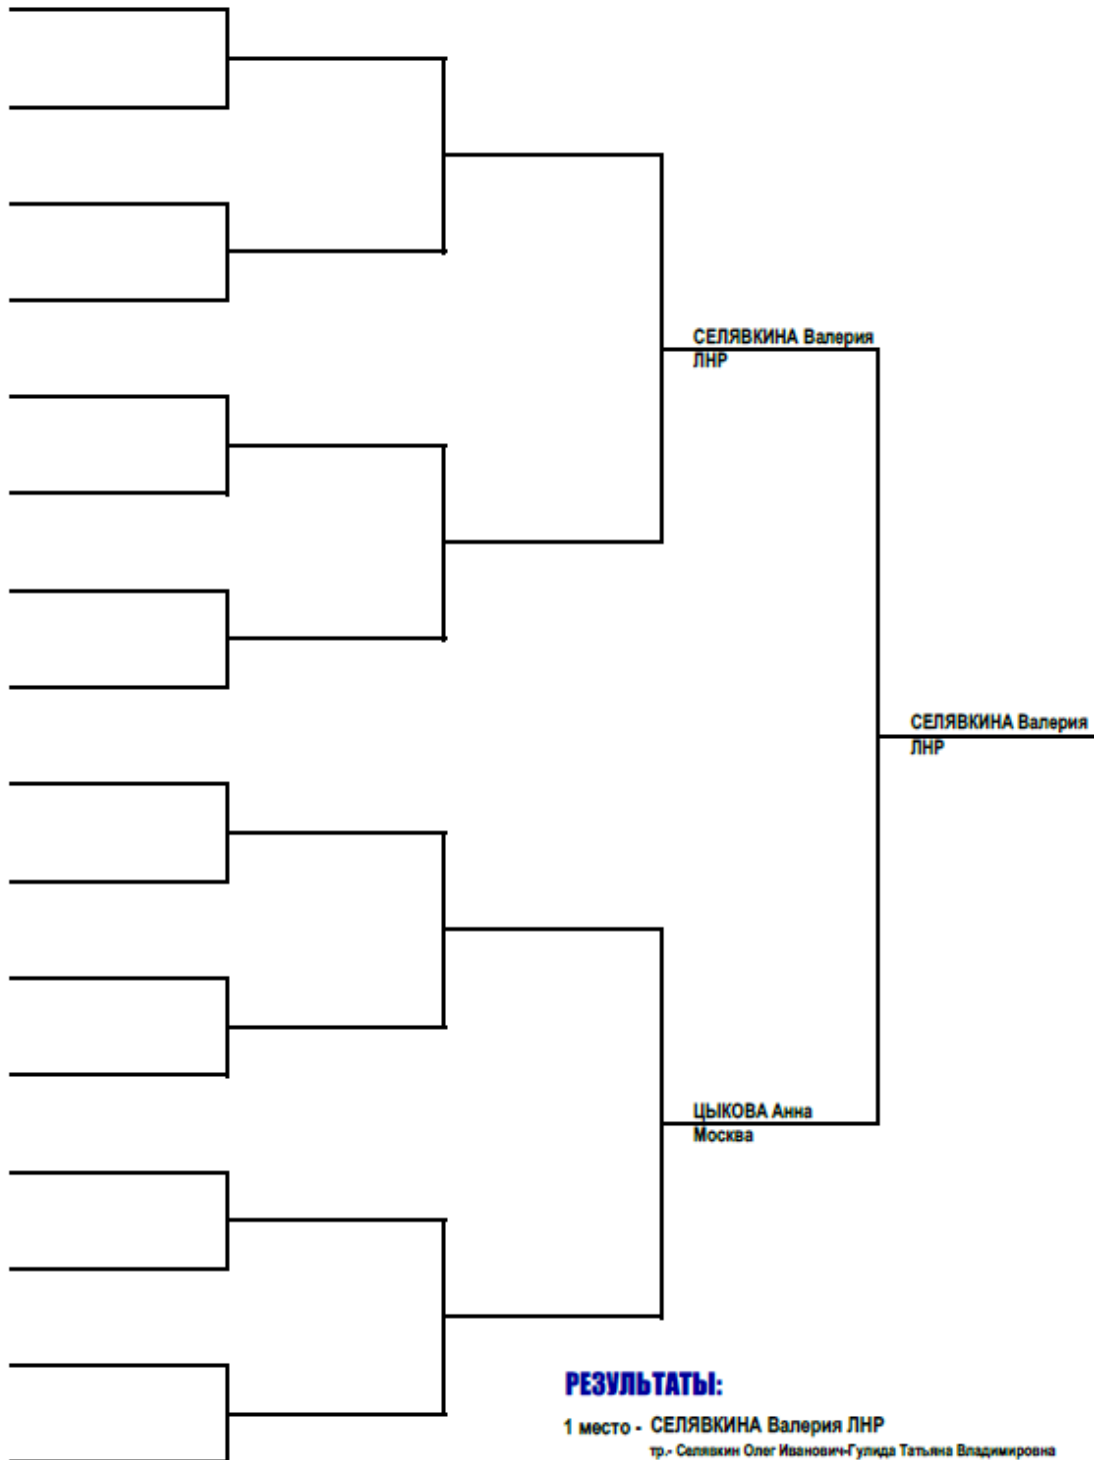 СЕЛЯВКИНА Валерия
ЛНР
СЕЛЯВКИНА Валерия
ЛНР
ЦЫКОВА Анна
Москва
РЕЗУЛЬТАТЫ:
1 место - СЕЛЯВКИНА Валерия ЛНР
тр.- Селявкин Олег Иванович-Гулида Татьяна Владимировна